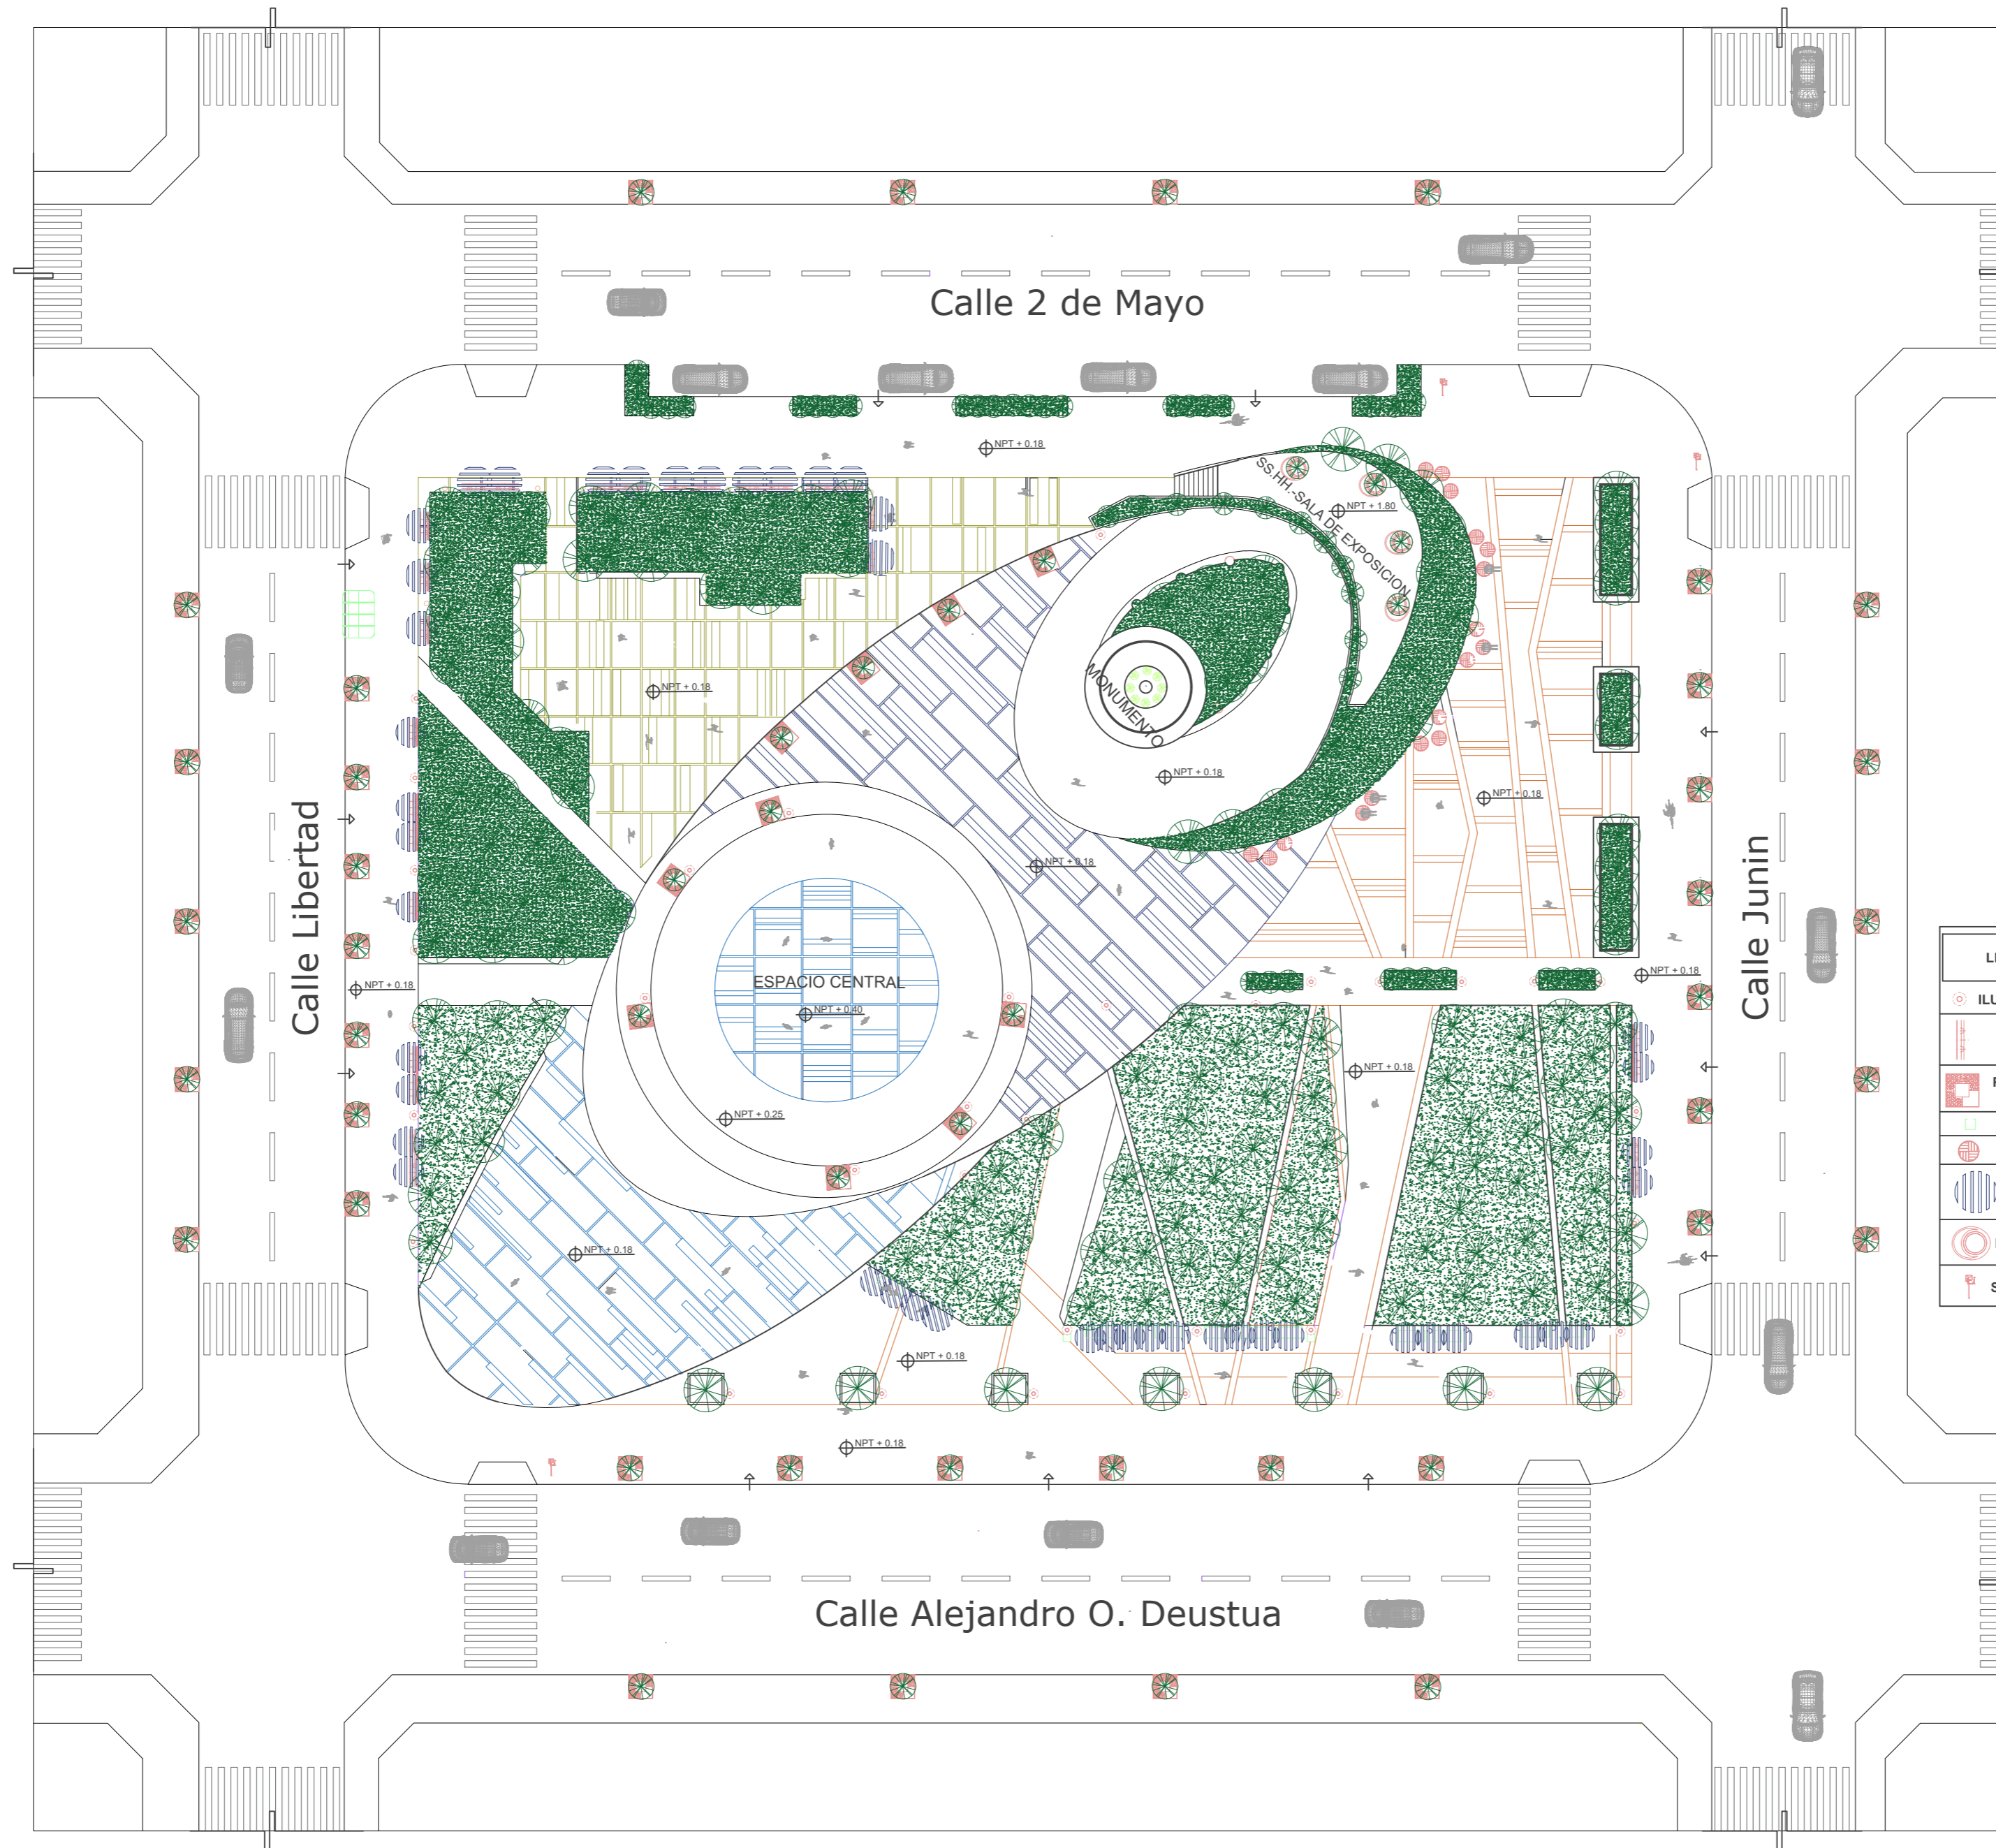 Calle 2 de Mayo
NPT + 0.18
SS.HH.-SALA DE EXPOSICION
NPT + 1.80
MONUMENTO
NPT + 0.18
NPT + 0.18
NPT + 0.18
NPT + 0.18
Calle Libertad
Calle Junin
ESPACIO CENTRAL
NPT + 0.40
NPT + 0.18
NPT + 0.18
NPT + 0.18
NPT + 0.25
NPT + 0.18
NPT + 0.18
NPT + 0.18
Calle Alejandro O. Deustua